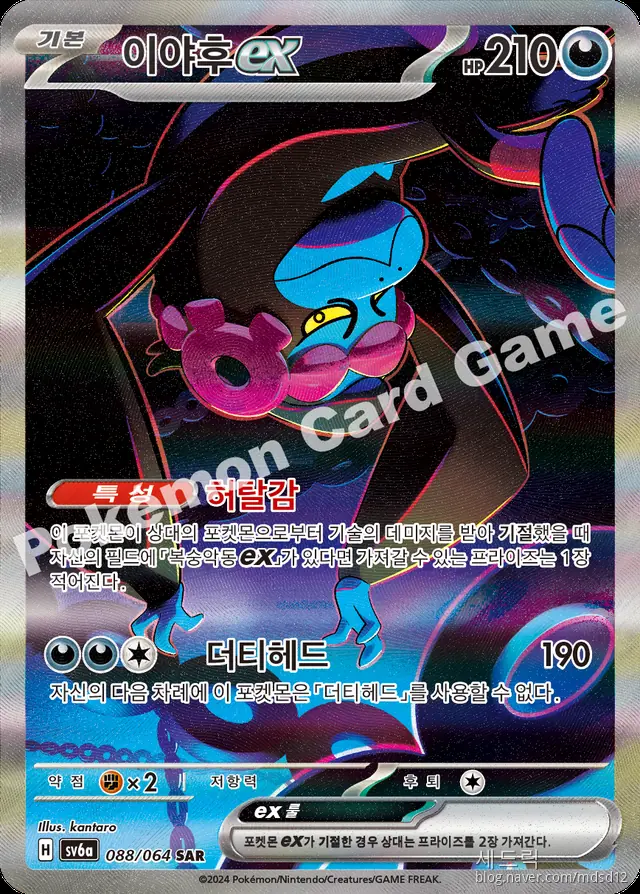 기본 이야후 ex HP 210
Pokémon Card Game
특성 허탈감
이 포켓몬이 상대의 포켓몬으로부터 기술의 데미지를 받아 기절했을 때
자신의 필드에 「복숭악동 ex」가 있다면 가져갈 수 있는 프라이즈는 1장
적어진다.
더티헤드 190
자신의 다음 차례에 이 포켓몬은 「더티헤드」를 사용할 수 없다.
약점 ×2 저항력 후퇴
Illus. kantaro
ex 룰
포켓몬 ex가 기절한 경우 상대는 프라이즈를 2장 가져간다.
H sv6a 088/064 SAR
©2024 Pokémon/Nintendo/Creatures/GAME FREAK.
세드릭
blog.naver.com/mdsd12